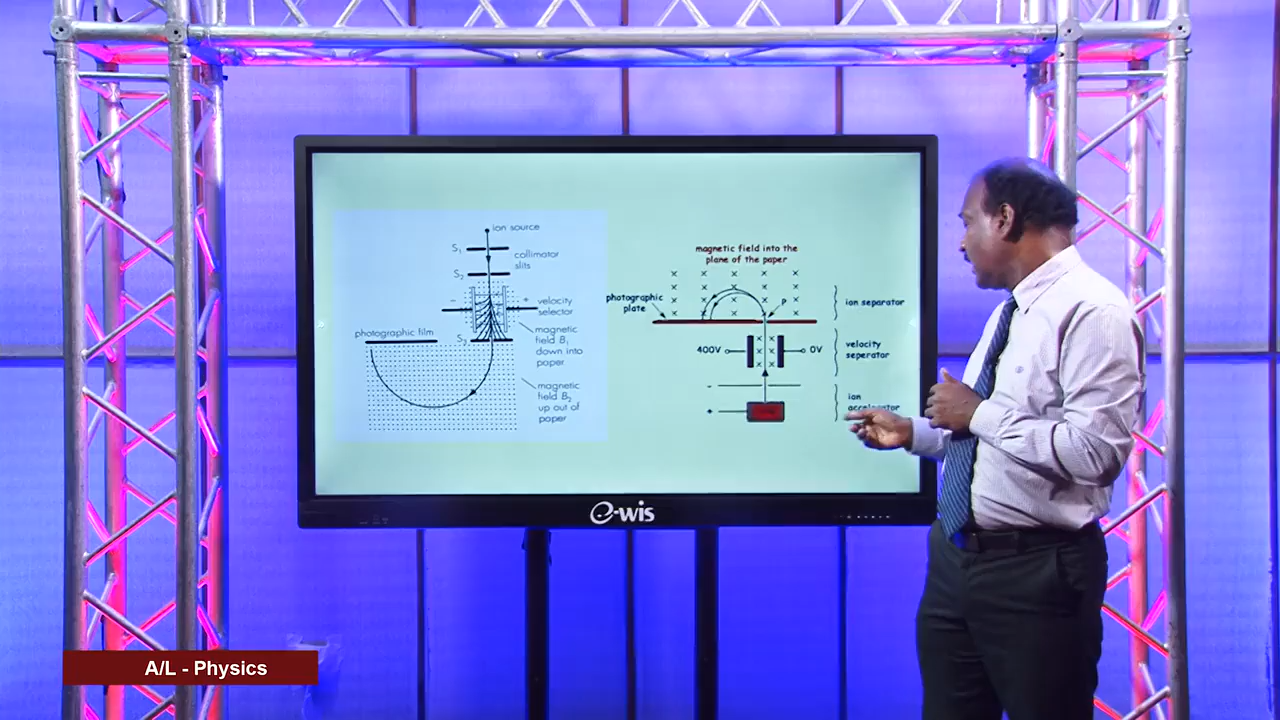 ion source
S1
collimator
slits
S2
-
+
velocity
selector
photographic film
S3
magnetic
field B1
down into
paper
magnetic
field B2
up out of
paper
magnetic field into the
plane of the paper
photographic
plate
P
ion separator
400V
0V
velocity
seperator
-
+
ion
accelerator
e-wis
A/L - Physics